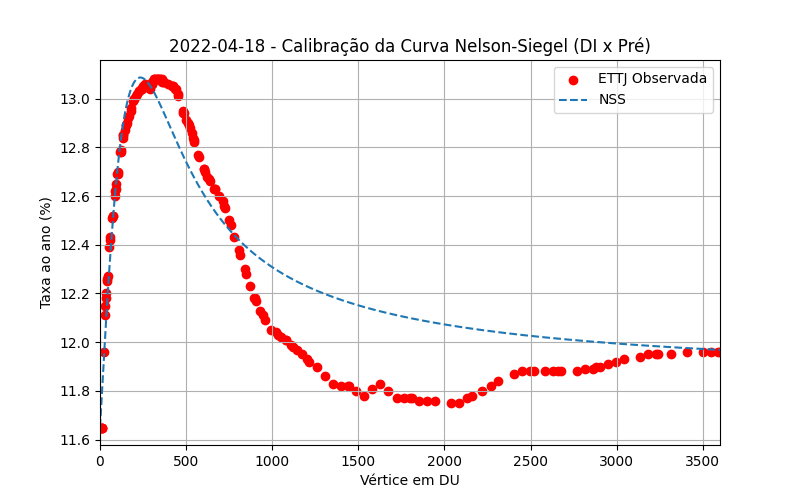 2022-04-18 - Calibração da Curva Nelson-Siegel (DI x Pré)
ETTJ Observada
NSS
Taxa ao ano (%)
13.0
12.8
12.6
12.4
12.2
12.0
11.8
11.6
0 500 1000 1500 2000 2500 3000 3500
Vértice em DU